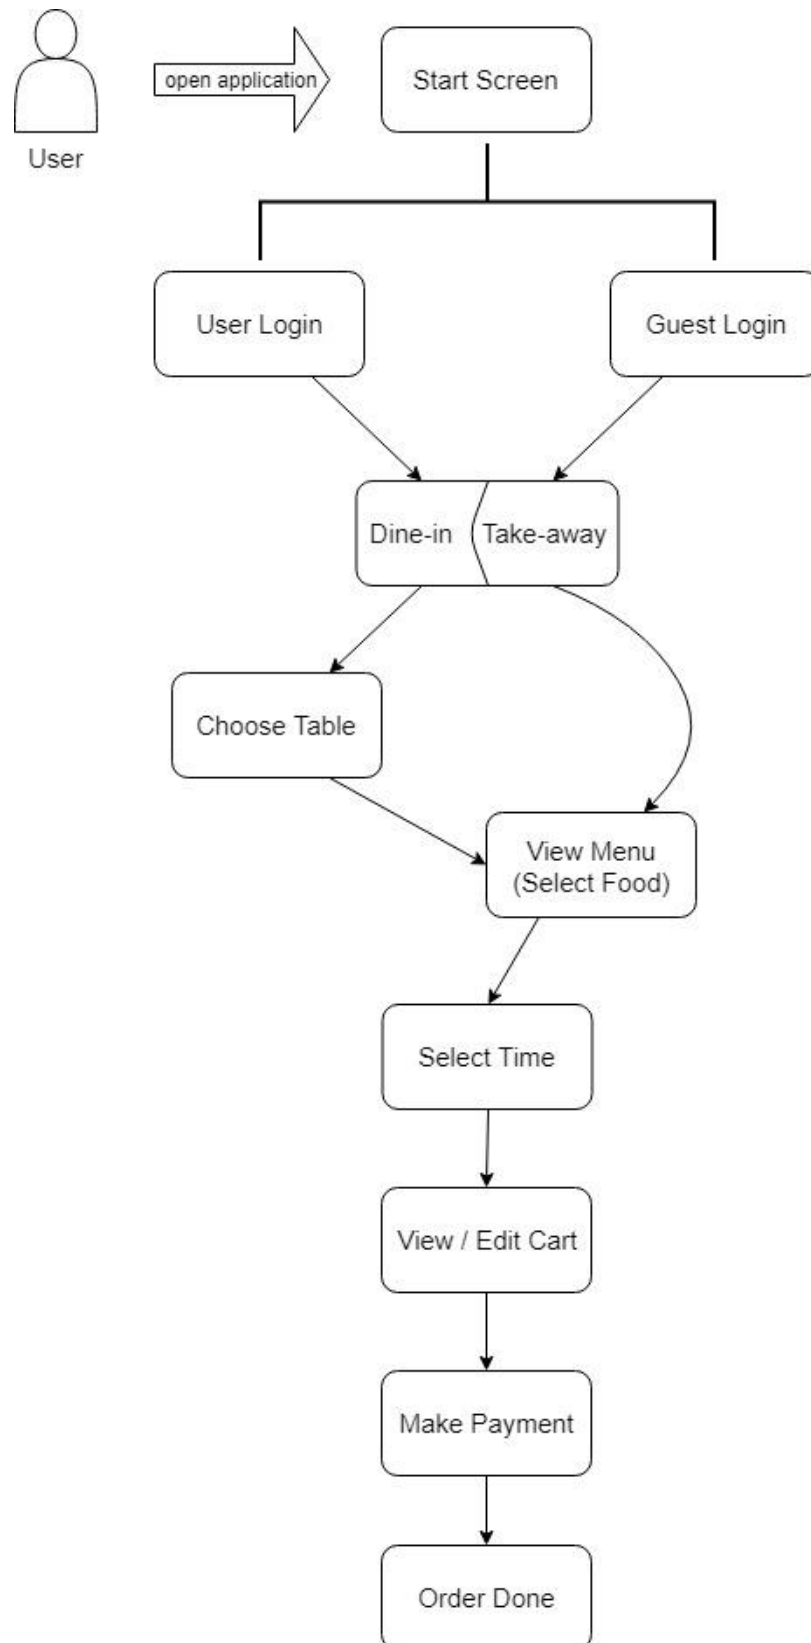 open application
Start Screen
User
User Login
Guest Login
Dine-in
Take-away
Choose Table
View Menu
(Select Food)
Select Time
View / Edit Cart
Make Payment
Order Done